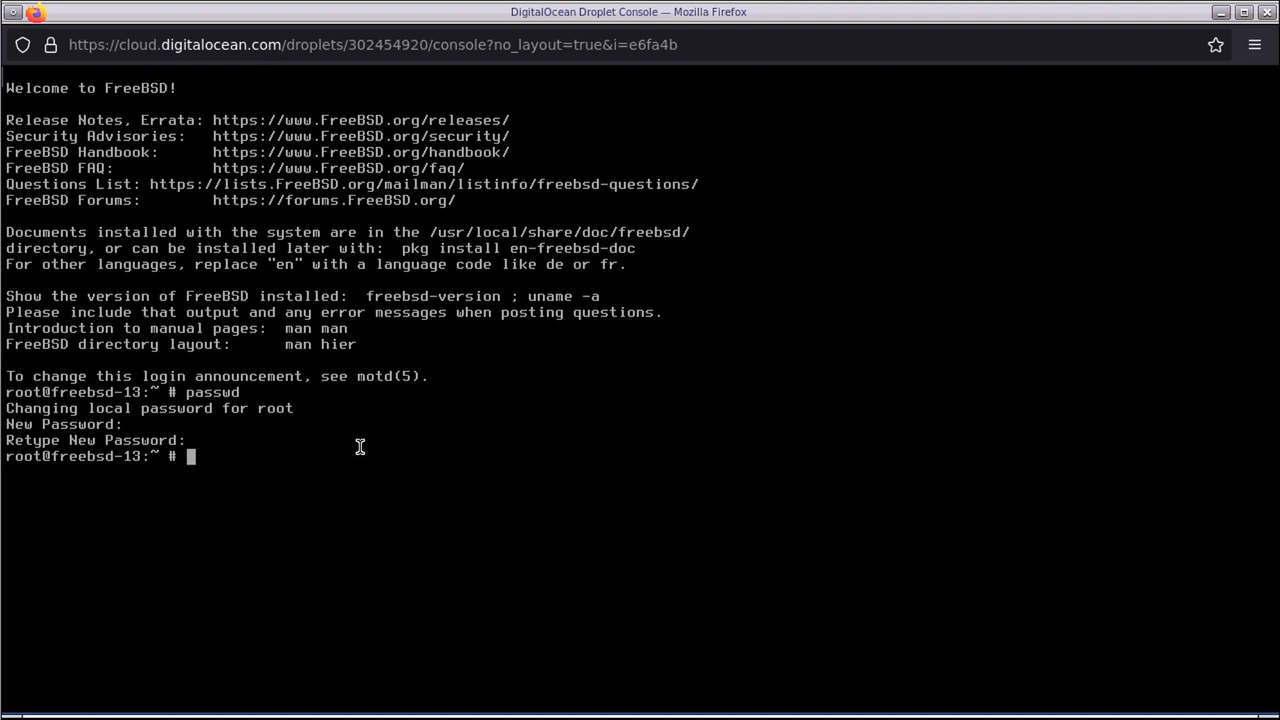 DigitalOcean Droplet Console — Mozilla Firefox
https://cloud.digitalocean.com/droplets/302454920/console?no_layout=true&i=e6fa4b
Welcome to FreeBSD!
Release Notes, Errata: https://www.FreeBSD.org/releases/
Security Advisories:   https://www.FreeBSD.org/security/
FreeBSD Handbook:      https://www.FreeBSD.org/handbook/
FreeBSD FAQ:           https://www.FreeBSD.org/faq/
Questions List: https://lists.FreeBSD.org/mailman/listinfo/freebsd-questions/
FreeBSD Forums:        https://forums.FreeBSD.org/
Documents installed with the system are in the /usr/local/share/doc/freebsd/
directory, or can be installed later with:  pkg install en-freebsd-doc
For other languages, replace "en" with a language code like de or fr.
Show the version of FreeBSD installed:  freebsd-version ; uname -a
Please include that output and any error messages when posting questions.
Introduction to manual pages:  man man
FreeBSD directory layout:      man hier
To change this login announcement, see motd(5).
root@freebsd-13:~ # passwd
Changing local password for root
New Password:
Retype New Password:
root@freebsd-13:~ #